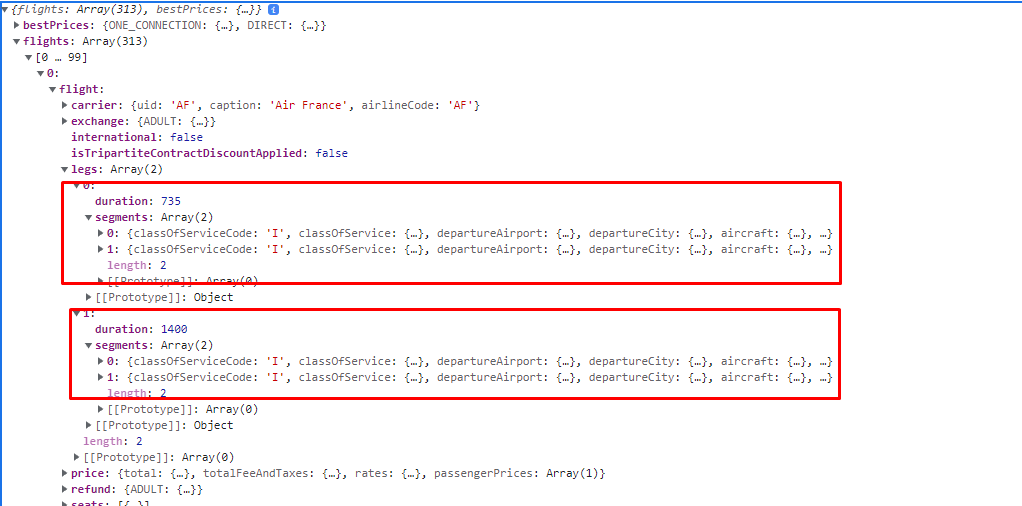 {flights: Array(313), bestPrices: {…}} i
bestPrices: {ONE_CONNECTION: {…}, DIRECT: {…}}
flights: Array(313)
[0 … 99]
0:
flight:
carrier: {uid: 'AF', caption: 'Air France', airlineCode: 'AF'}
exchange: {ADULT: {…}}
international: false
isTripartiteContractDiscountApplied: false
legs: Array(2)
0:
duration: 735
segments: Array(2)
0: {classOfServiceCode: 'I', classOfService: {…}, departureAirport: {…}, departureCity: {…}, aircraft: {…}, …}
1: {classOfServiceCode: 'I', classOfService: {…}, departureAirport: {…}, departureCity: {…}, aircraft: {…}, …}
length: 2
[[Prototype]]: Array(0)
[[Prototype]]: Object
1:
duration: 1400
segments: Array(2)
0: {classOfServiceCode: 'I', classOfService: {…}, departureAirport: {…}, departureCity: {…}, aircraft: {…}, …}
1: {classOfServiceCode: 'I', classOfService: {…}, departureAirport: {…}, departureCity: {…}, aircraft: {…}, …}
length: 2
[[Prototype]]: Array(0)
[[Prototype]]: Object
length: 2
[[Prototype]]: Array(0)
price: {total: {…}, totalFeeAndTaxes: {…}, rates: {…}, passengerPrices: Array(1)}
refund: {ADULT: {…}}
seats: [{…}]